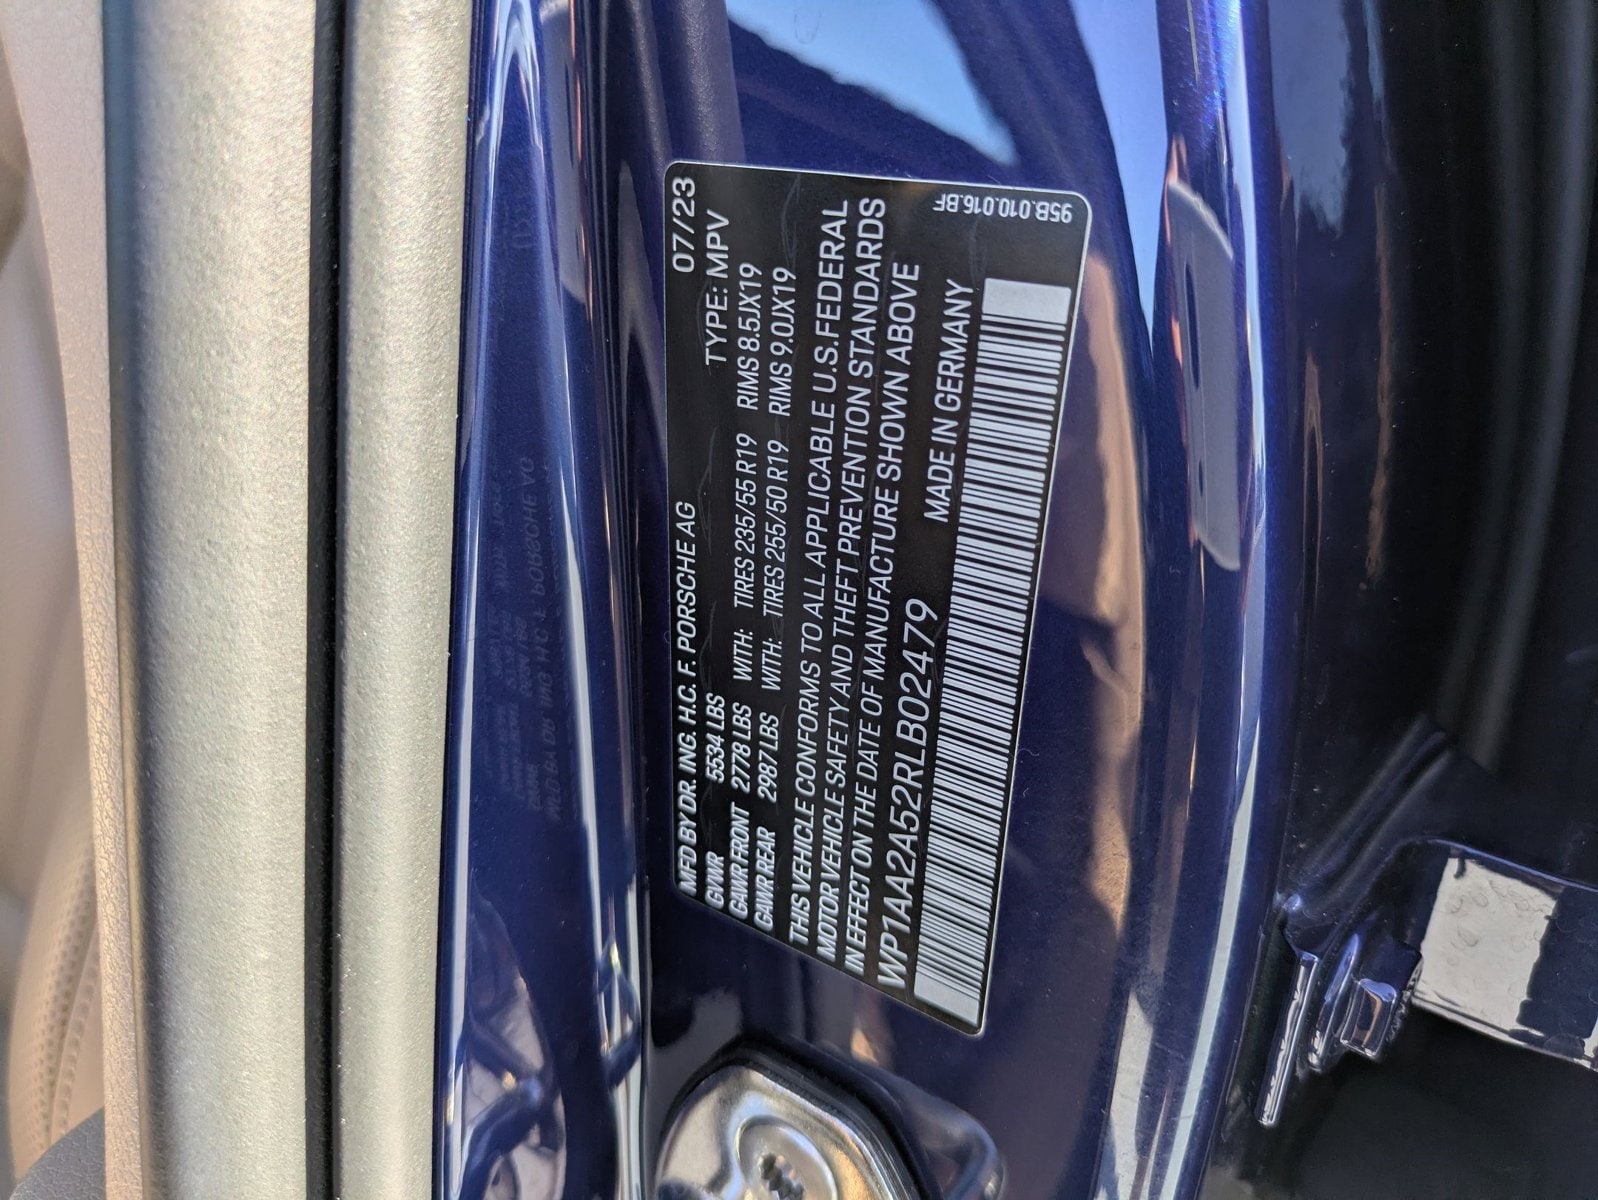 MFD BY DR. ING. H.C. F. PORSCHE AG 07/23
GVWR 5534 LBS TYPE: MPV
GAWR FRONT 2778 LBS WITH: TIRES 235/55 R19 RIMS 8.5JX19
GAWR REAR 2987 LBS WITH: TIRES 255/50 R19 RIMS 9.0JX19
THIS VEHICLE CONFORMS TO ALL APPLICABLE U.S. FEDERAL
MOTOR VEHICLE SAFETY AND THEFT PREVENTION STANDARDS
IN EFFECT ON THE DATE OF MANUFACTURE SHOWN ABOVE
WP1AA2A52RLB02479 MADE IN GERMANY
95B.010.016.BF